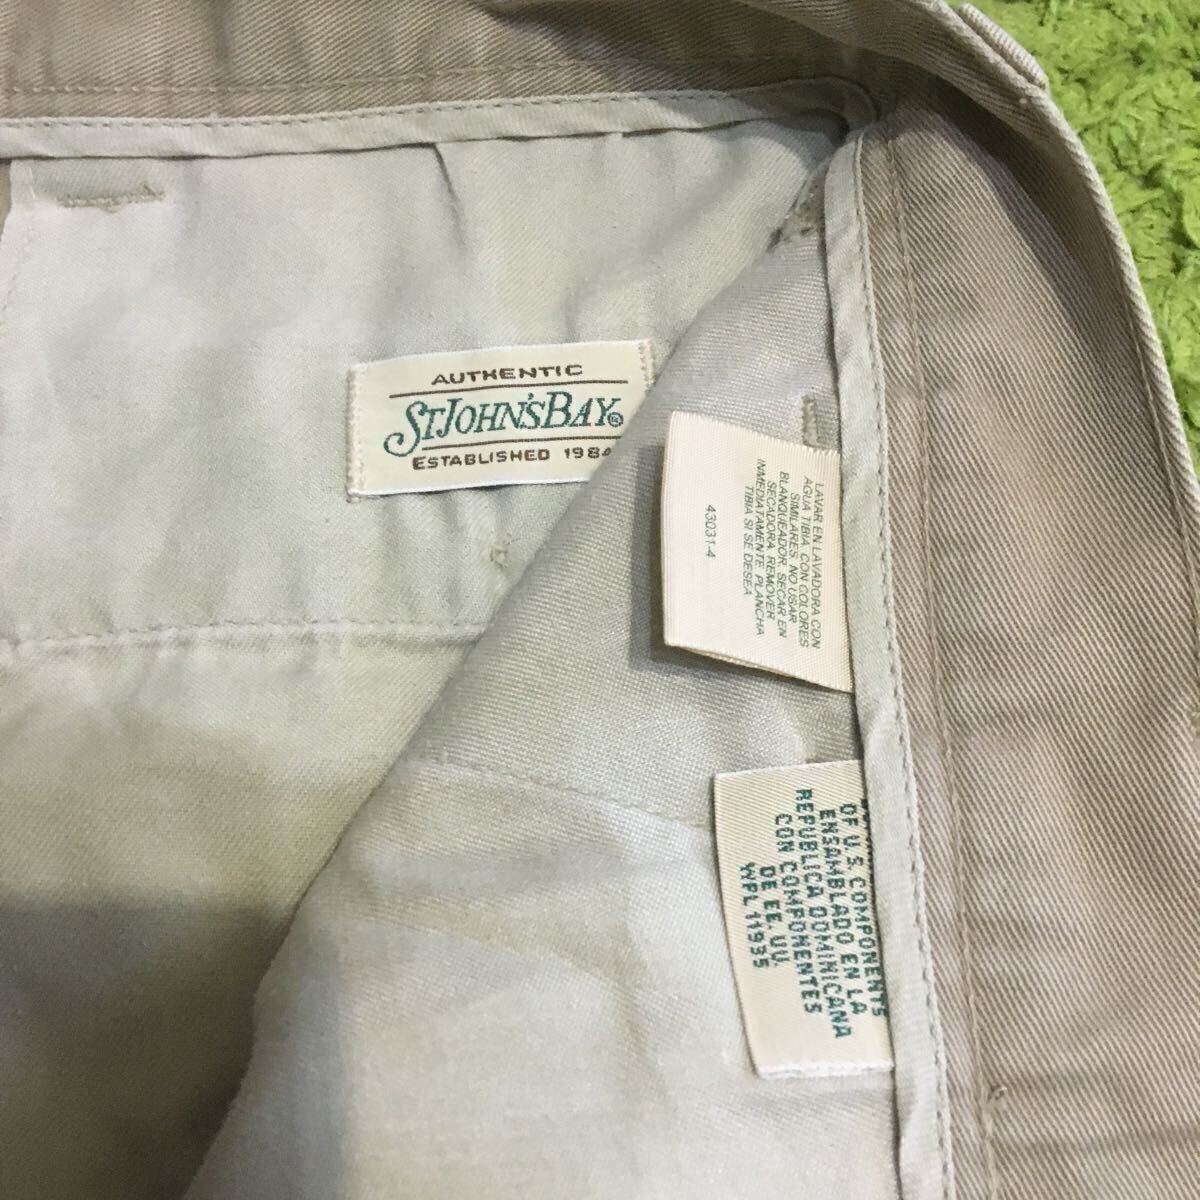 AUTHENTIC
ST JOHN'S BAY®
ESTABLISHED 1984
LAVAR EN LAVADORA CON
AGUA TIBIA, CON COLORES
SIMILARES. NO USAR
BLANQUEADOR. SECAR EN
SECADORA. REMOVER
INMEDIATAMENTE. PLANCHA
TIBIA SI SE DESEA
43031-4
OF U.S. COMPONENTS
ENSAMBLADO EN LA
REPUBLICA DOMINICANA
CON COMPONENTES
DE EE. UU.
WPL 11935